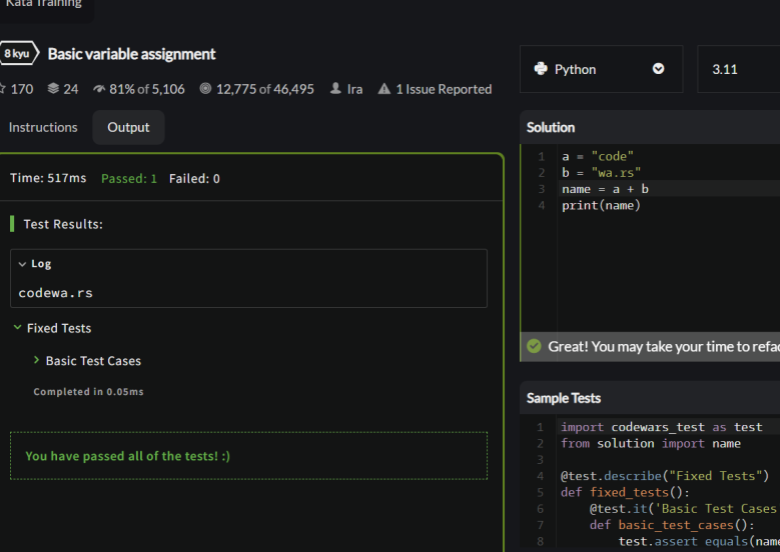 Kata Training
8 kyu Basic variable assignment
170 24 81% of 5,106 12,775 of 46,495 Ira 1 Issue Reported
Instructions Output
Time: 517ms Passed: 1 Failed: 0
Test Results:
Log
codewa.rs
Fixed Tests
Basic Test Cases
Completed in 0.05ms
You have passed all of the tests! :)
Python 3.11
Solution
1 a = "code"
2 b = "wa.rs"
3 name = a + b
4 print(name)
Great! You may take your time to refac
Sample Tests
1 import codewars_test as test
2 from solution import name
3
4 @test.describe("Fixed Tests")
5 def fixed_tests():
6 @test.it('Basic Test Cases
7 def basic_test_cases():
8 test.assert_equals(name